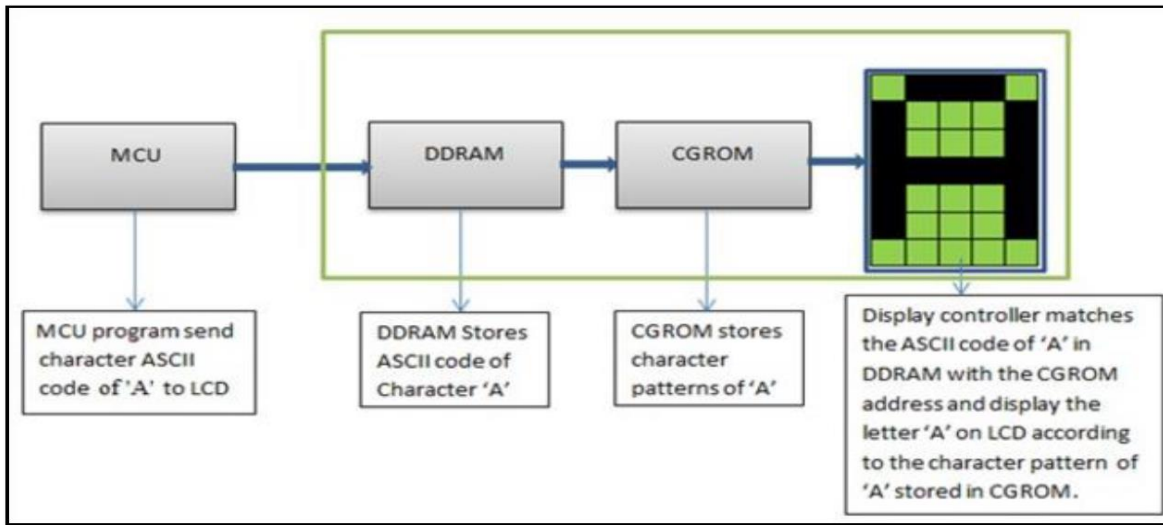 MCU
DDRAM
CGROM
MCU program send
character ASCII
code of 'A' to LCD
DDRAM Stores
ASCII code of
Character ‘A’
CGROM stores
character
patterns of ‘A’
Display controller matches
the ASCII code of ‘A’ in
DDRAM with the CGROM
address and display the
letter ‘A’ on LCD according
to the character pattern of
‘A’ stored in CGROM.